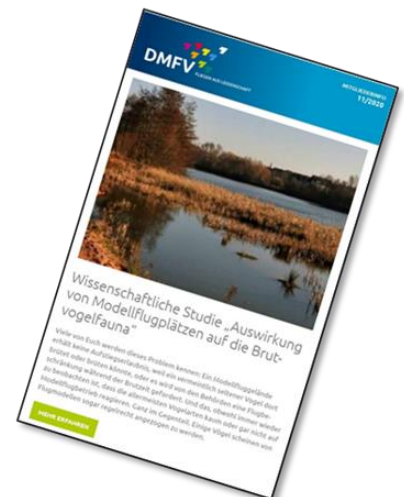 DMFV
FLIEGEN AUS LEIDENSCHAFT
MITGLIEDERINFO
11/2020
Wissenschaftliche Studie „Auswirkung
von Modellflugplätzen auf die Brut-
vogelfauna“
Viele von Euch werden dieses Problem kennen: Ein Modellfluggelände
erhält keine Aufstiegserlaubnis, weil ein vermeintlich seltener Vogel dort
brütet oder brüten könnte, oder es wird von den Behörden eine Flugbe-
schränkung während der Brutzeit gefordert. Und das, obwohl immer wieder
zu beobachten ist, dass die allermeisten Vogelarten kaum oder gar nicht auf
Modellflugbetrieb reagieren. Ganz im Gegenteil. Einige Vögel scheinen von
Flugmodellen sogar regelrecht angezogen zu werden.
MEHR ERFAHREN